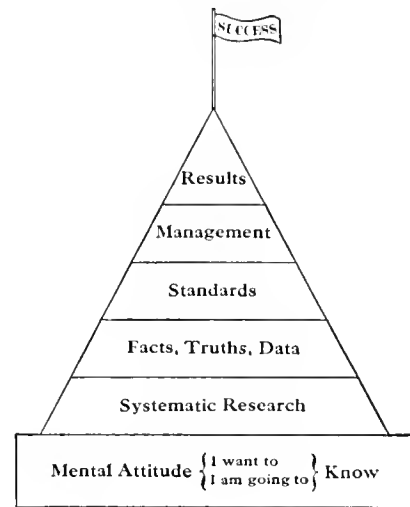 SUCCESS
Results
Management
Standards
Facts, Truths, Data
Systematic Research
Mental Attitude { I want to } Know
{ I am going to }